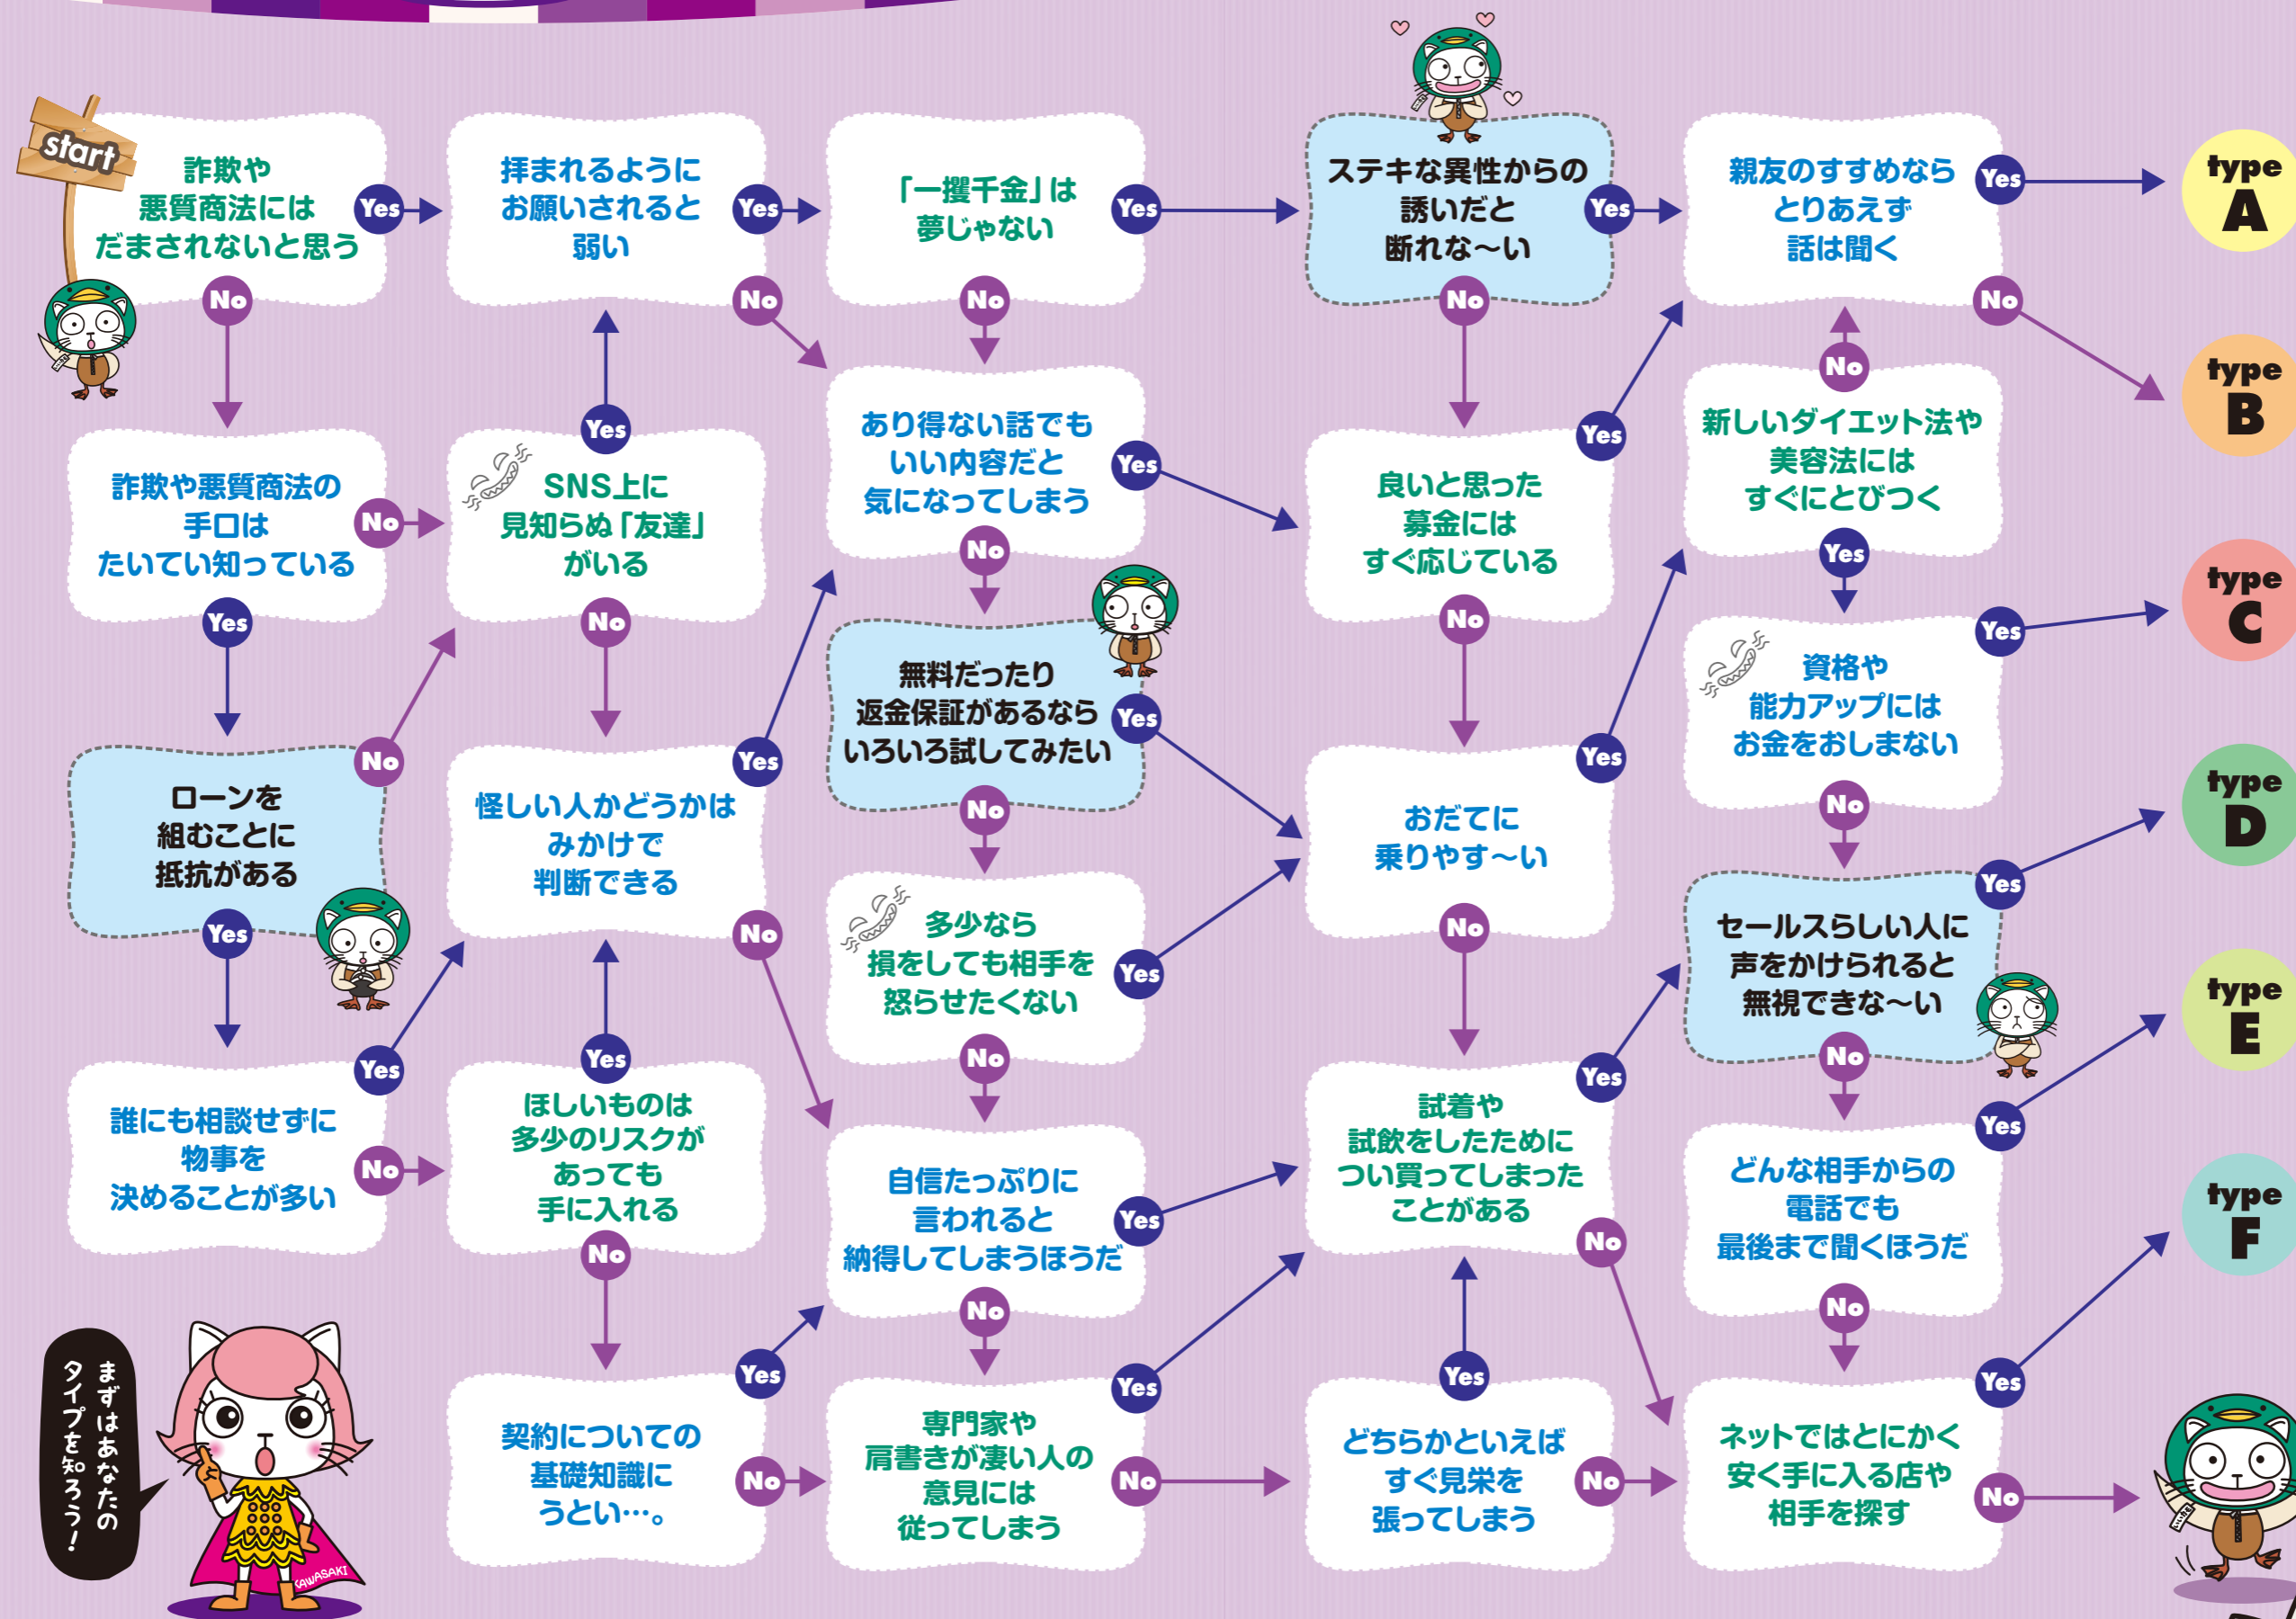 start
詐欺や
悪質商法には
だまされないと思う
Yes
No
拝まれるように
お願いされると
弱い
Yes
No
「一攫千金」は
夢じゃない
Yes
No
ステキな異性からの
誘いだと
断れな～い
Yes
No
親友のすすめなら
とりあえず
話は聞く
Yes
No
詐欺や悪質商法の
手口は
たいてい知っている
No
Yes
SNS上に
見知らぬ「友達」
がいる
Yes
No
あり得ない話でも
いい内容だと
気になってしまう
Yes
No
良いと思った
募金には
すぐ応じている
Yes
No
新しいダイエット法や
美容法には
すぐにとびつく
No
Yes
ローンを
組むことに
抵抗がある
No
Yes
怪しい人かどうかは
みかけで
判断できる
Yes
No
無料だったり
返金保証があるなら
いろいろ試してみたい
Yes
No
おだてに
乗りやす～い
Yes
No
資格や
能力アップには
お金をおしまない
Yes
No
多少なら
損をしても相手を
怒らせたくない
Yes
No
セールスらしい人に
声をかけられると
無視できな～い
Yes
No
誰にも相談せずに
物事を
決めることが多い
Yes
No
ほしいものは
多少のリスクが
あっても
手に入れる
Yes
No
自信たっぷりに
言われると
納得してしまうほうだ
Yes
No
試着や
試飲をしたために
つい買ってしまった
ことがある
Yes
No
どんな相手からの
電話でも
最後まで聞くほうだ
Yes
No
契約についての
基礎知識に
うとい…。
Yes
No
専門家や
肩書きが凄い人の
意見には
従ってしまう
Yes
No
どちらかといえば
すぐ見栄を
張ってしまう
Yes
No
ネットではとにかく
安く手に入る店や
相手を探す
Yes
No
type
A
type
B
type
C
type
D
type
E
type
F
まずはあなたの
タイプを知ろう！
KAWASAKI